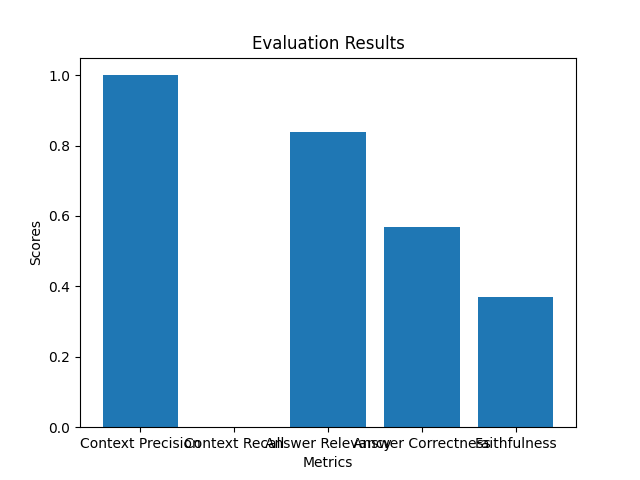 Evaluation Results
Scores
1.0
0.8
0.6
0.4
0.2
0.0
Context Precision Context Recall Answer Relevancy Answer Correctness Faithfulness
Metrics